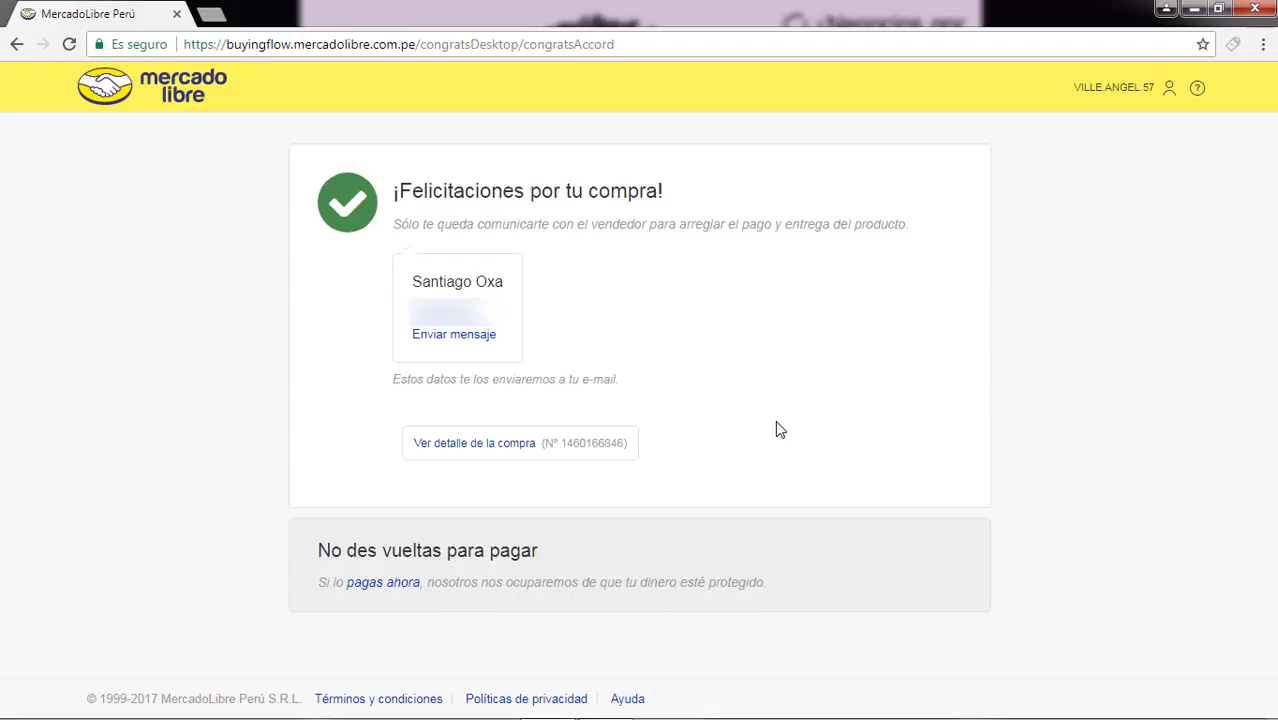 MercadoLibre Perú
Es seguro
https://buyingflow.mercadolibre.com.pe/congratsDesktop/congratsAccord
mercado
libre
VILLE.ANGEL.57
?
¡Felicitaciones por tu compra!
Sólo te queda comunicarte con el vendedor para arreglar el pago y entrega del producto.
Santiago Oxa
Enviar mensaje
Estos datos te los enviaremos a tu e-mail.
Ver detalle de la compra (N° 1460166846)
No des vueltas para pagar
Si lo pagas ahora, nosotros nos ocuparemos de que tu dinero esté protegido.
© 1999-2017 MercadoLibre Perú S.R.L. Términos y condiciones Políticas de privacidad Ayuda